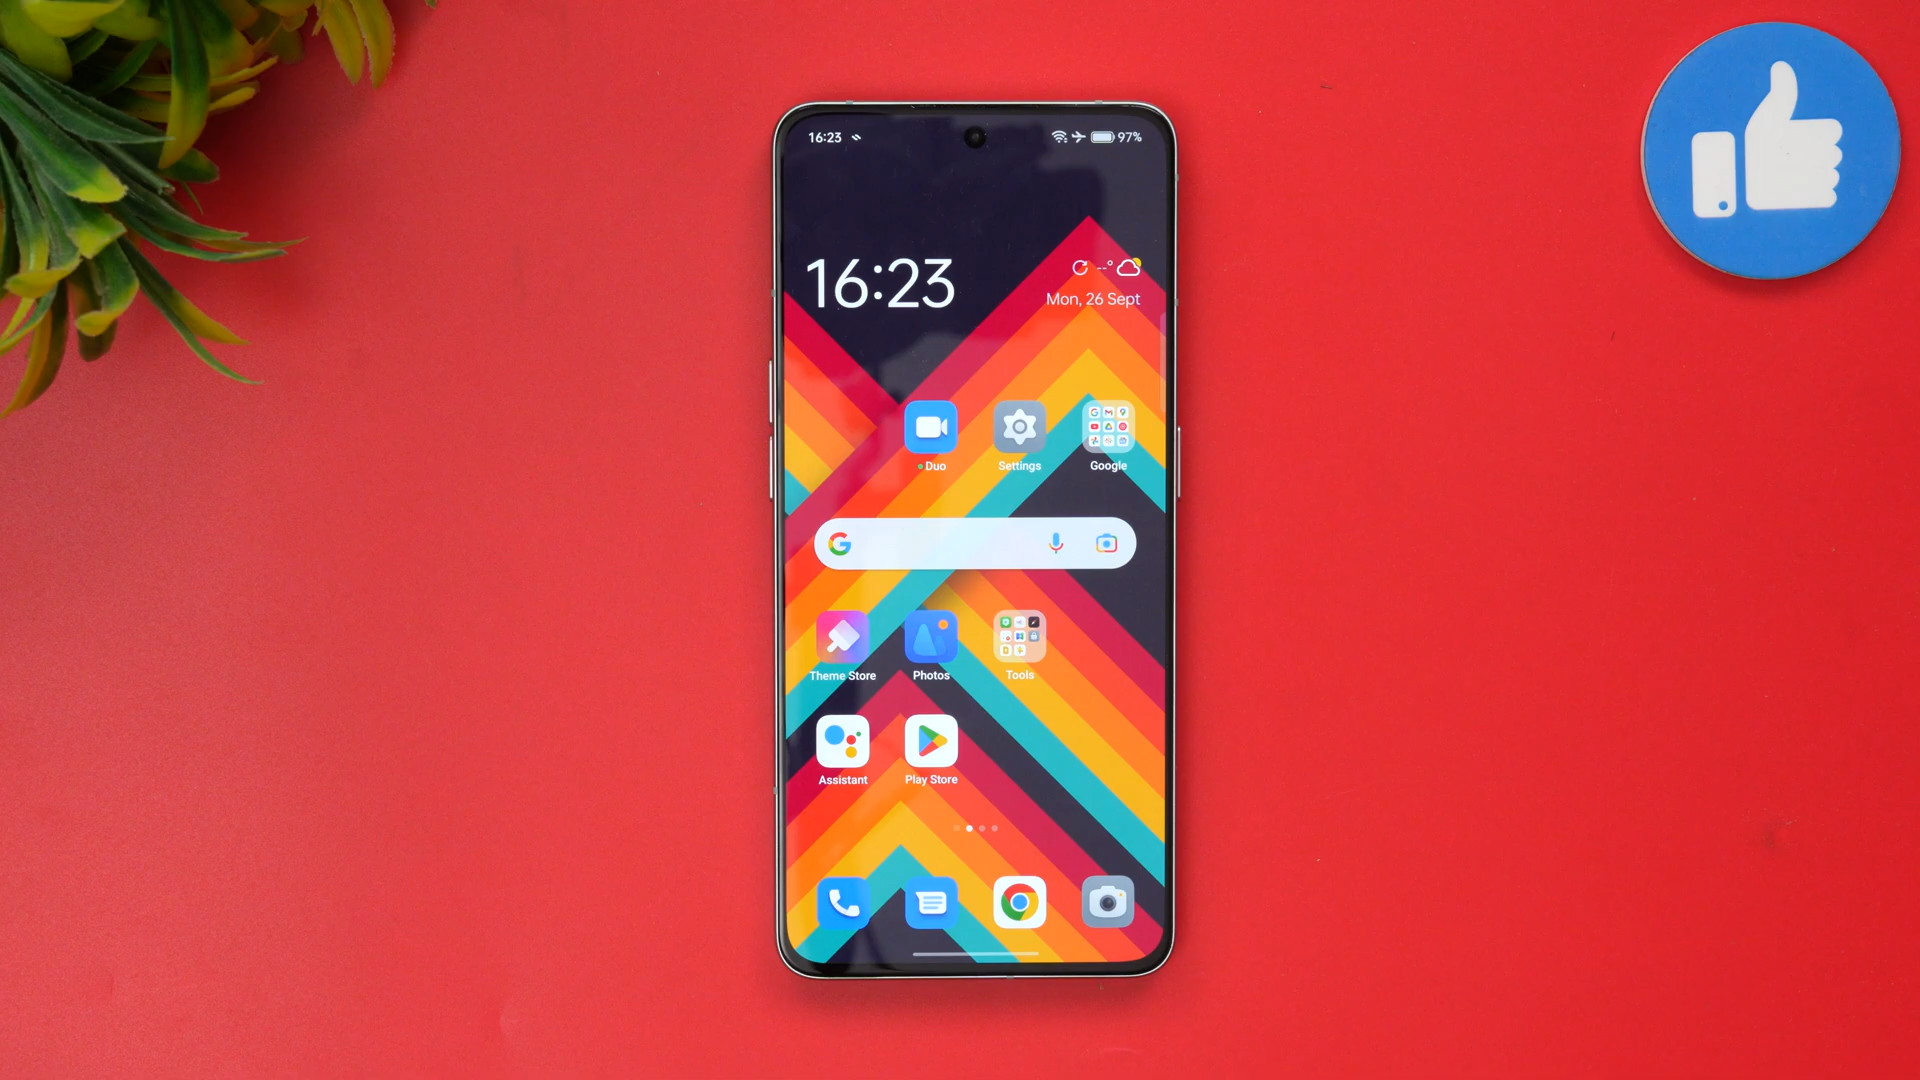 16:23 97%
16:23
--°
Mon, 26 Sept
Duo Settings Google
Theme Store Photos Tools
Assistant Play Store